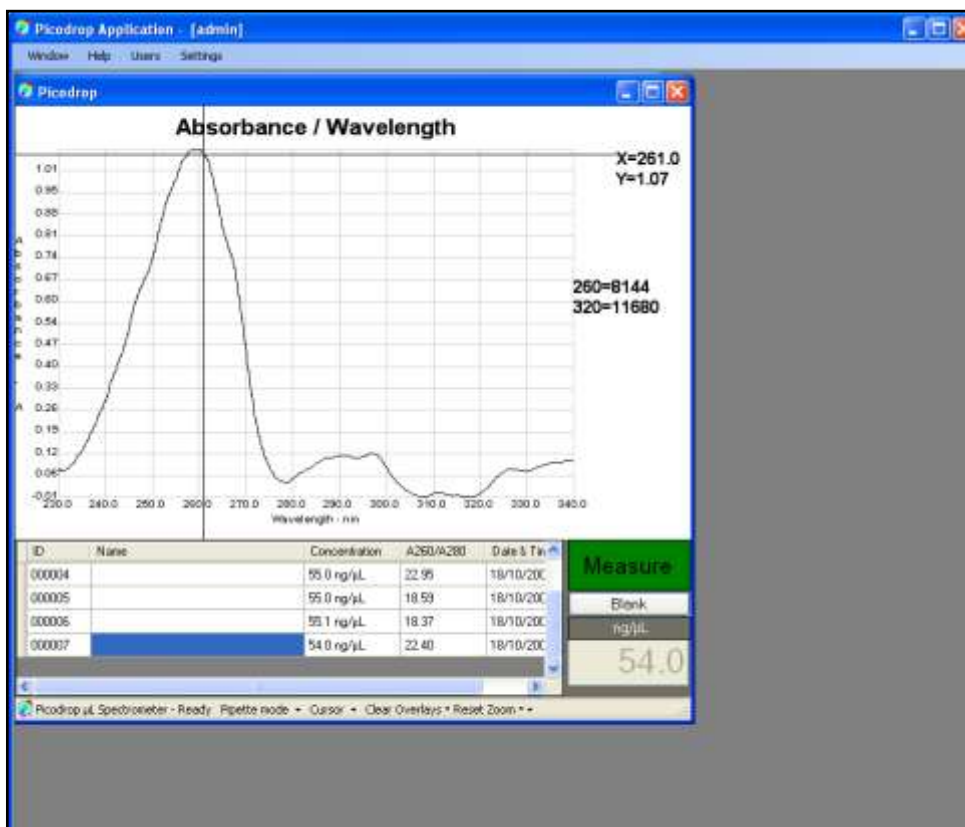 Picodrop Application - [admin]
Window Help Users Settings
Picodrop
Absorbance / Wavelength
X=261.0
Y=1.07
260=8144
320=11680
1.01
0.95
0.88
0.81
0.74
0.67
0.60
0.54
0.47
0.40
0.33
0.26
0.19
0.12
0.06
-0.01
230.0 240.0 250.0 260.0 270.0 280.0 290.0 300.0 310.0 320.0 330.0 340.0
Wavelength - nm
ID Name Concentration A260/A280 Date & Tin
000004 55.0 ng/µL 22.95 18/10/200
000005 55.0 ng/µL 18.59 18/10/200
000006 55.1 ng/µL 18.37 18/10/200
000007 54.0 ng/µL 22.40 18/10/200
Measure
Blank
ng/µL
54.0
Picodrop µL Spectrometer - Ready Pipette mode Cursor Clear Overlays Reset Zoom